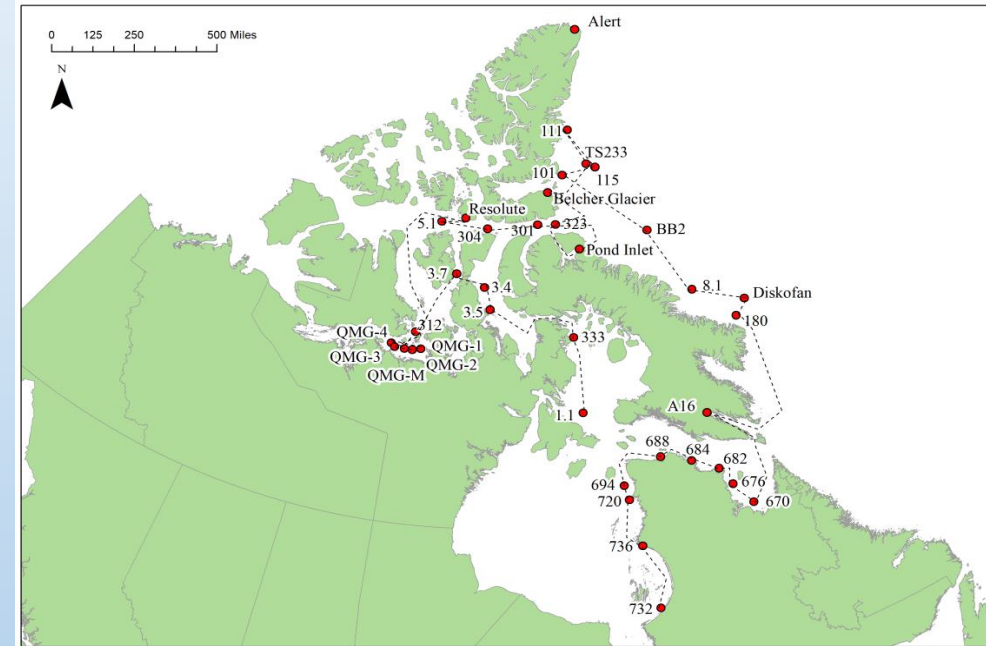 Alert
0 125 250 500 Miles
N
111
TS233
101
115
Belcher Glacier
Resolute
5.1
304
301
323
BB2
Pond Inlet
3.7
3.4
8.1
Diskofan
3.5
180
312
QMG-4
QMG-1
333
QMG-3
QMG-2
QMG-M
1.1
A16
688
684
682
694
676
720
670
736
732